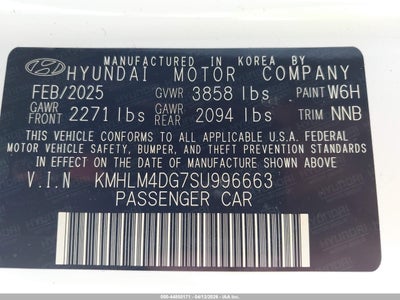 MANUFACTURED IN KOREA BY
HYUNDAI MOTOR COMPANY
FEB/2025 GVWR 3858 lbs PAINT W6H
GAWR FRONT 2271 lbs GAWR REAR 2094 lbs TRIM NNB
THIS VEHICLE CONFORMS TO ALL APPLICABLE U.S.A. FEDERAL
MOTOR VEHICLE SAFETY, BUMPER, AND THEFT PREVENTION
STANDARDS IN EFFECT ON THE DATE OF MANUFACTURE
SHOWN ABOVE.
V.I.N KMHLM4DG7SU996663
PASSENGER CAR